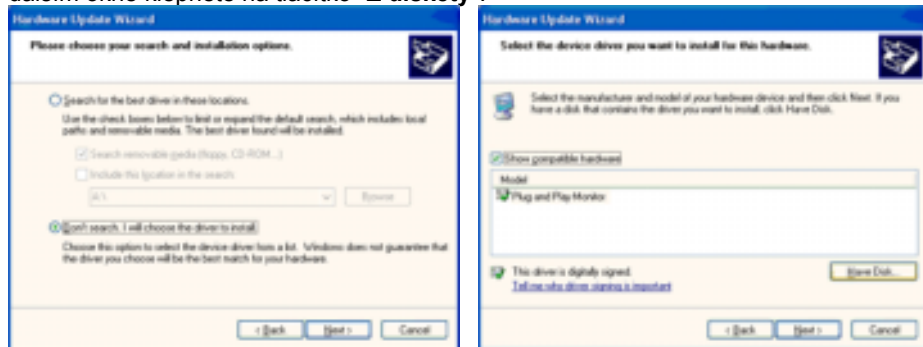 dalším okně klepněte na tlačítko "Z diskety".
Hardware Update Wizard
Please choose your search and installation options.
Search for the best driver in these locations.
Use the check boxes below to limit or expand the default search, which includes local
paths and removable media. The best driver found will be installed.
Search removable media (floppy, CD-ROM...)
Include this location in the search:
A:\
Browse
Don't search. I will choose the driver to install.
Choose this option to select the device driver from a list. Windows does not guarantee that
the driver you choose will be the best match for your hardware.
< Back
Next >
Cancel
Hardware Update Wizard
Select the device driver you want to install for this hardware.
Select the manufacturer and model of your hardware device and then click Next. If you
have a disk that contains the driver you want to install, click Have Disk.
Show compatible hardware
Model
Plug and Play Monitor
This driver is digitally signed.
Tell me why driver signing is important
Have Disk...
< Back
Next >
Cancel